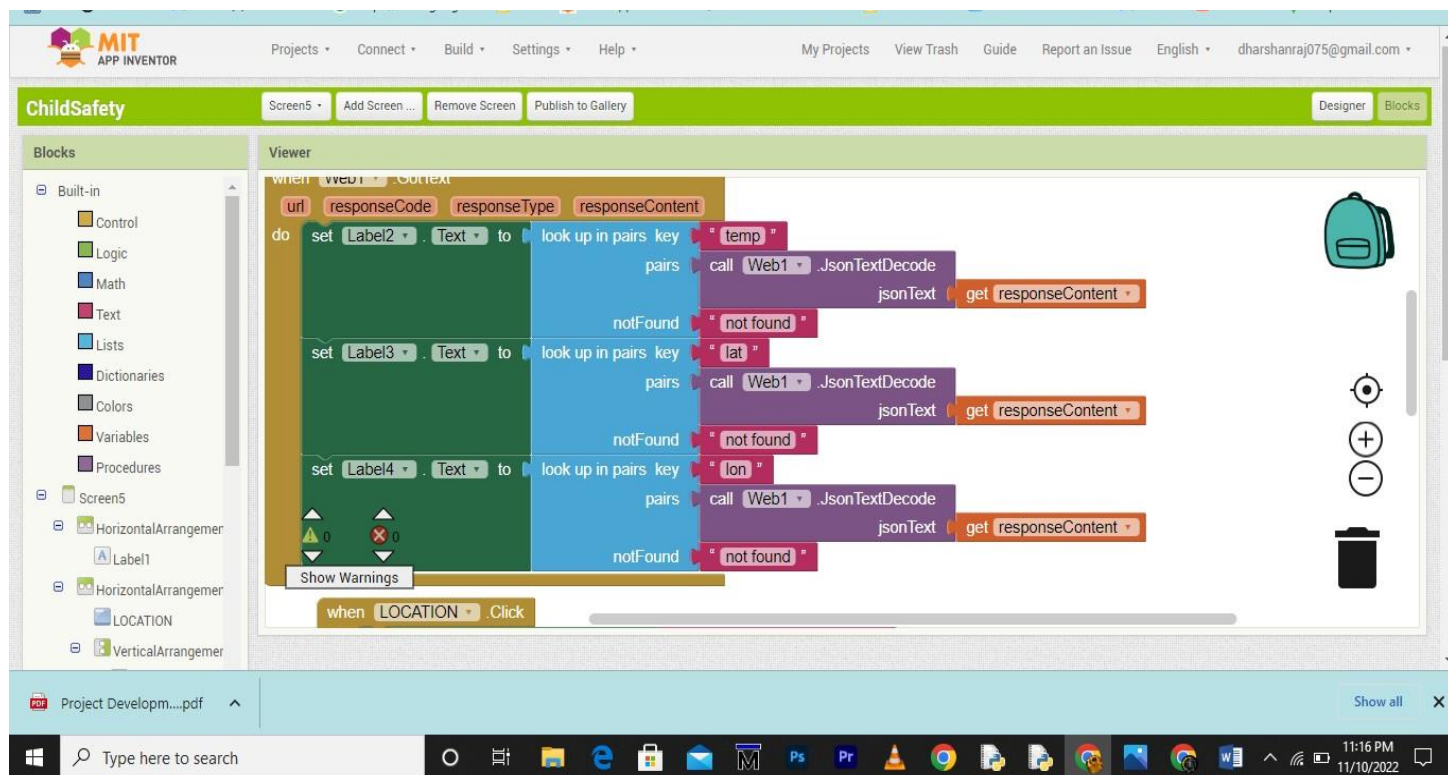 MIT
APP INVENTOR
Projects
Connect
Build
Settings
Help
My Projects
View Trash
Guide
Report an Issue
English
dharshanraj075@gmail.com
ChildSafety
Screen5
Add Screen ...
Remove Screen
Publish to Gallery
Designer
Blocks
Blocks
Viewer
Built-in
Control
Logic
Math
Text
Lists
Dictionaries
Colors
Variables
Procedures
Screen5
HorizontalArrangemer
Label1
HorizontalArrangemer
LOCATION
VerticalArrangemer
when Web1 .GotText
url responseCode responseType responseContent
do set Label2 . Text to look up in pairs key " temp "
pairs call Web1 .JsonTextDecode
jsonText get responseContent
notFound " not found "
set Label3 . Text to look up in pairs key " lat "
pairs call Web1 .JsonTextDecode
jsonText get responseContent
notFound " not found "
set Label4 . Text to look up in pairs key " lon "
pairs call Web1 .JsonTextDecode
jsonText get responseContent
notFound " not found "
0 0
Show Warnings
when LOCATION .Click
PDF Project Developm....pdf
Show all X
Type here to search
Ps
Pr
11:16 PM
11/10/2022